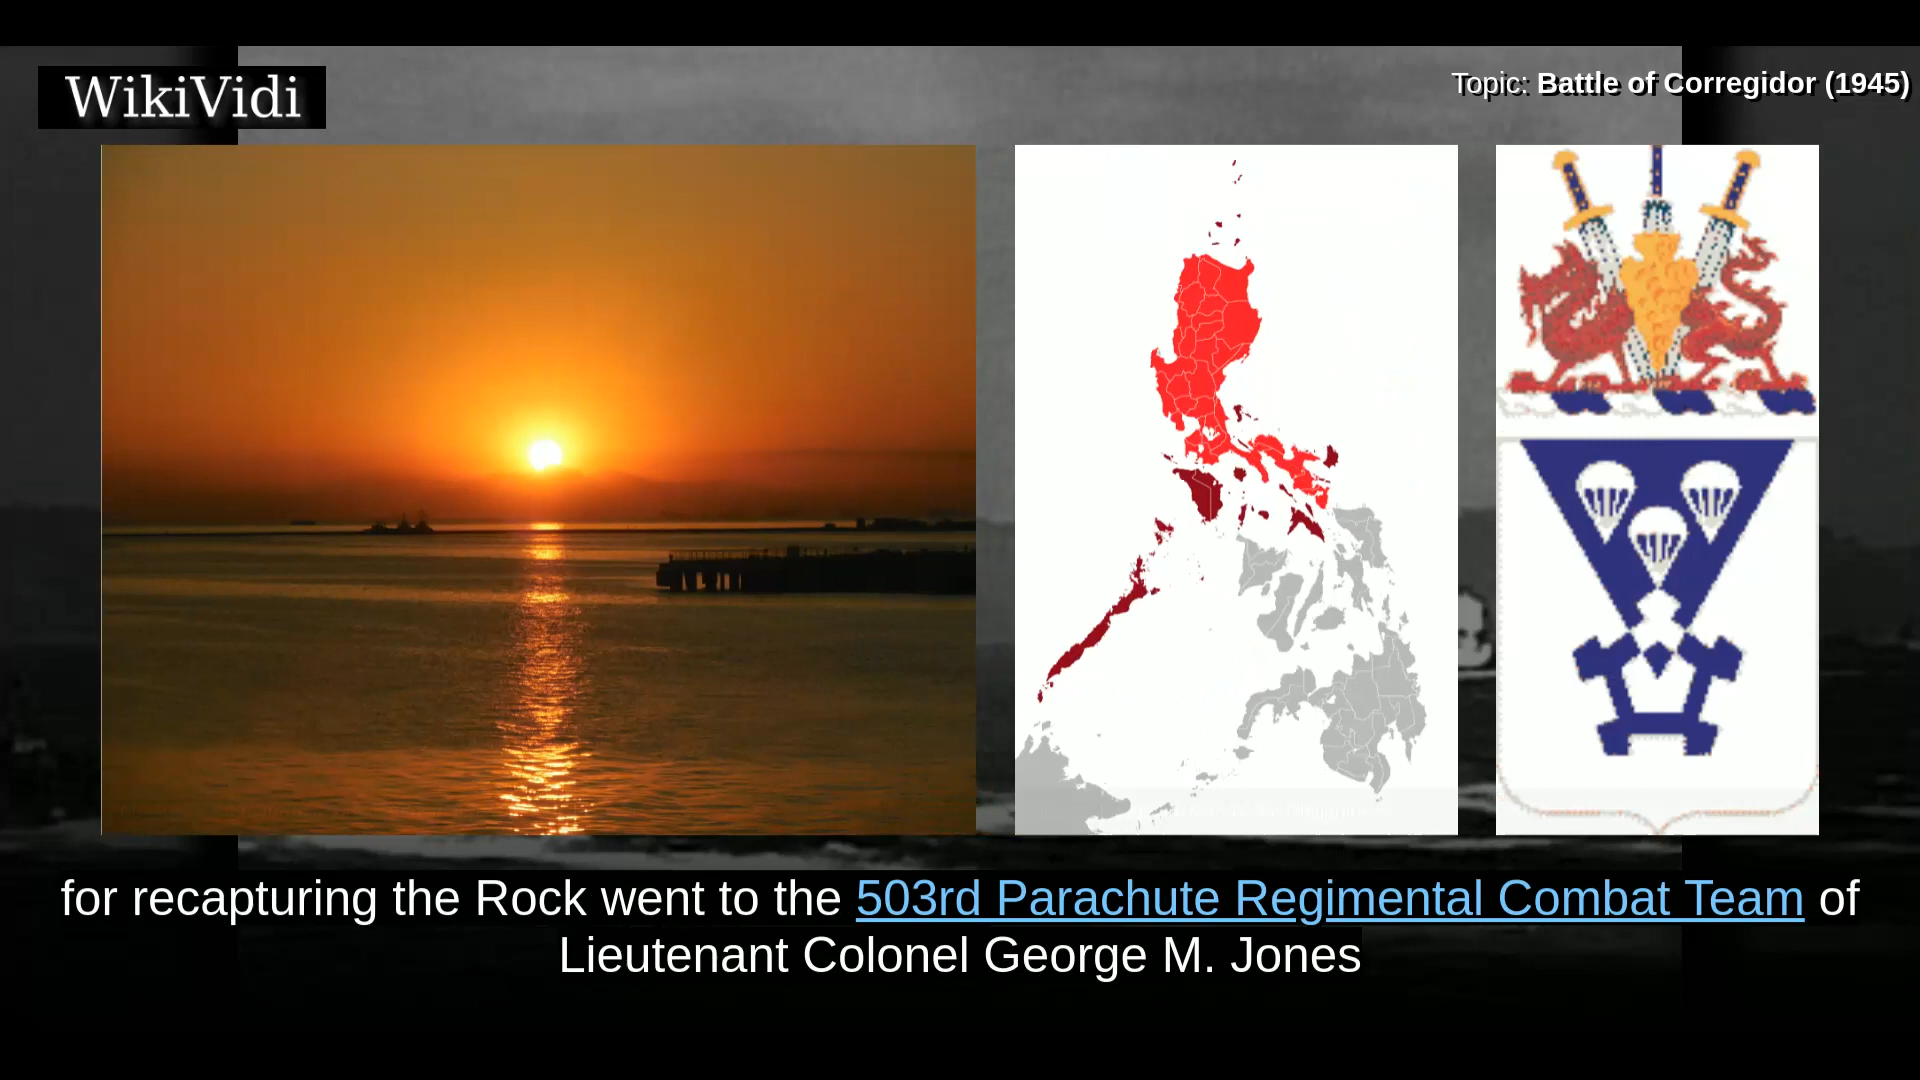 WikiVidi
Topic: Battle of Corregidor (1945)
for recapturing the Rock went to the 503rd Parachute Regimental Combat Team of
Lieutenant Colonel George M. Jones